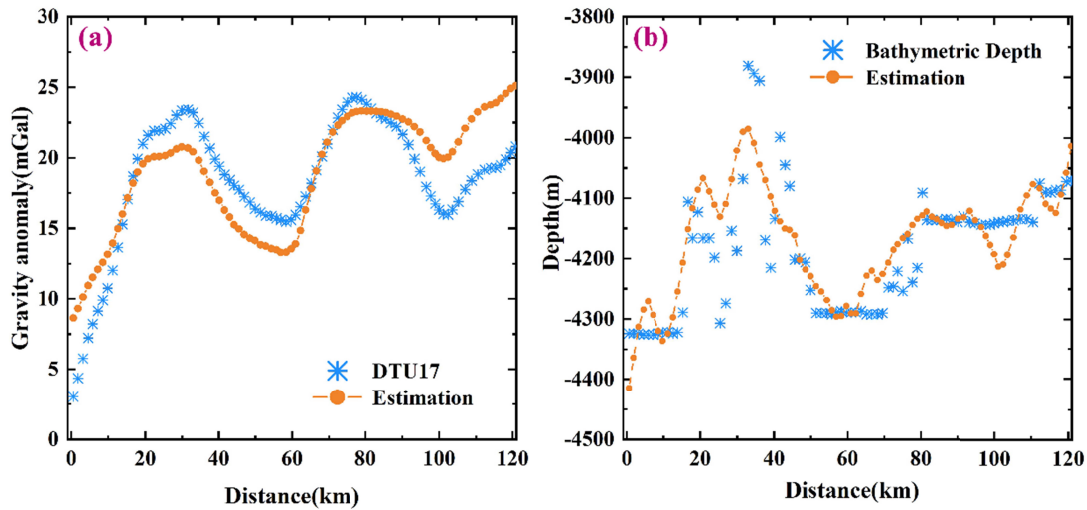 (a)
30
25
20
15
10
5
0
Gravity anomaly(mGal)
DTU17
Estimation
0 20 40 60 80 100 120
Distance(km)
(b)
-3800
-3900
-4000
-4100
-4200
-4300
-4400
-4500
Depth(m)
Bathymetric Depth
Estimation
0 20 40 60 80 100 120
Distance(km)